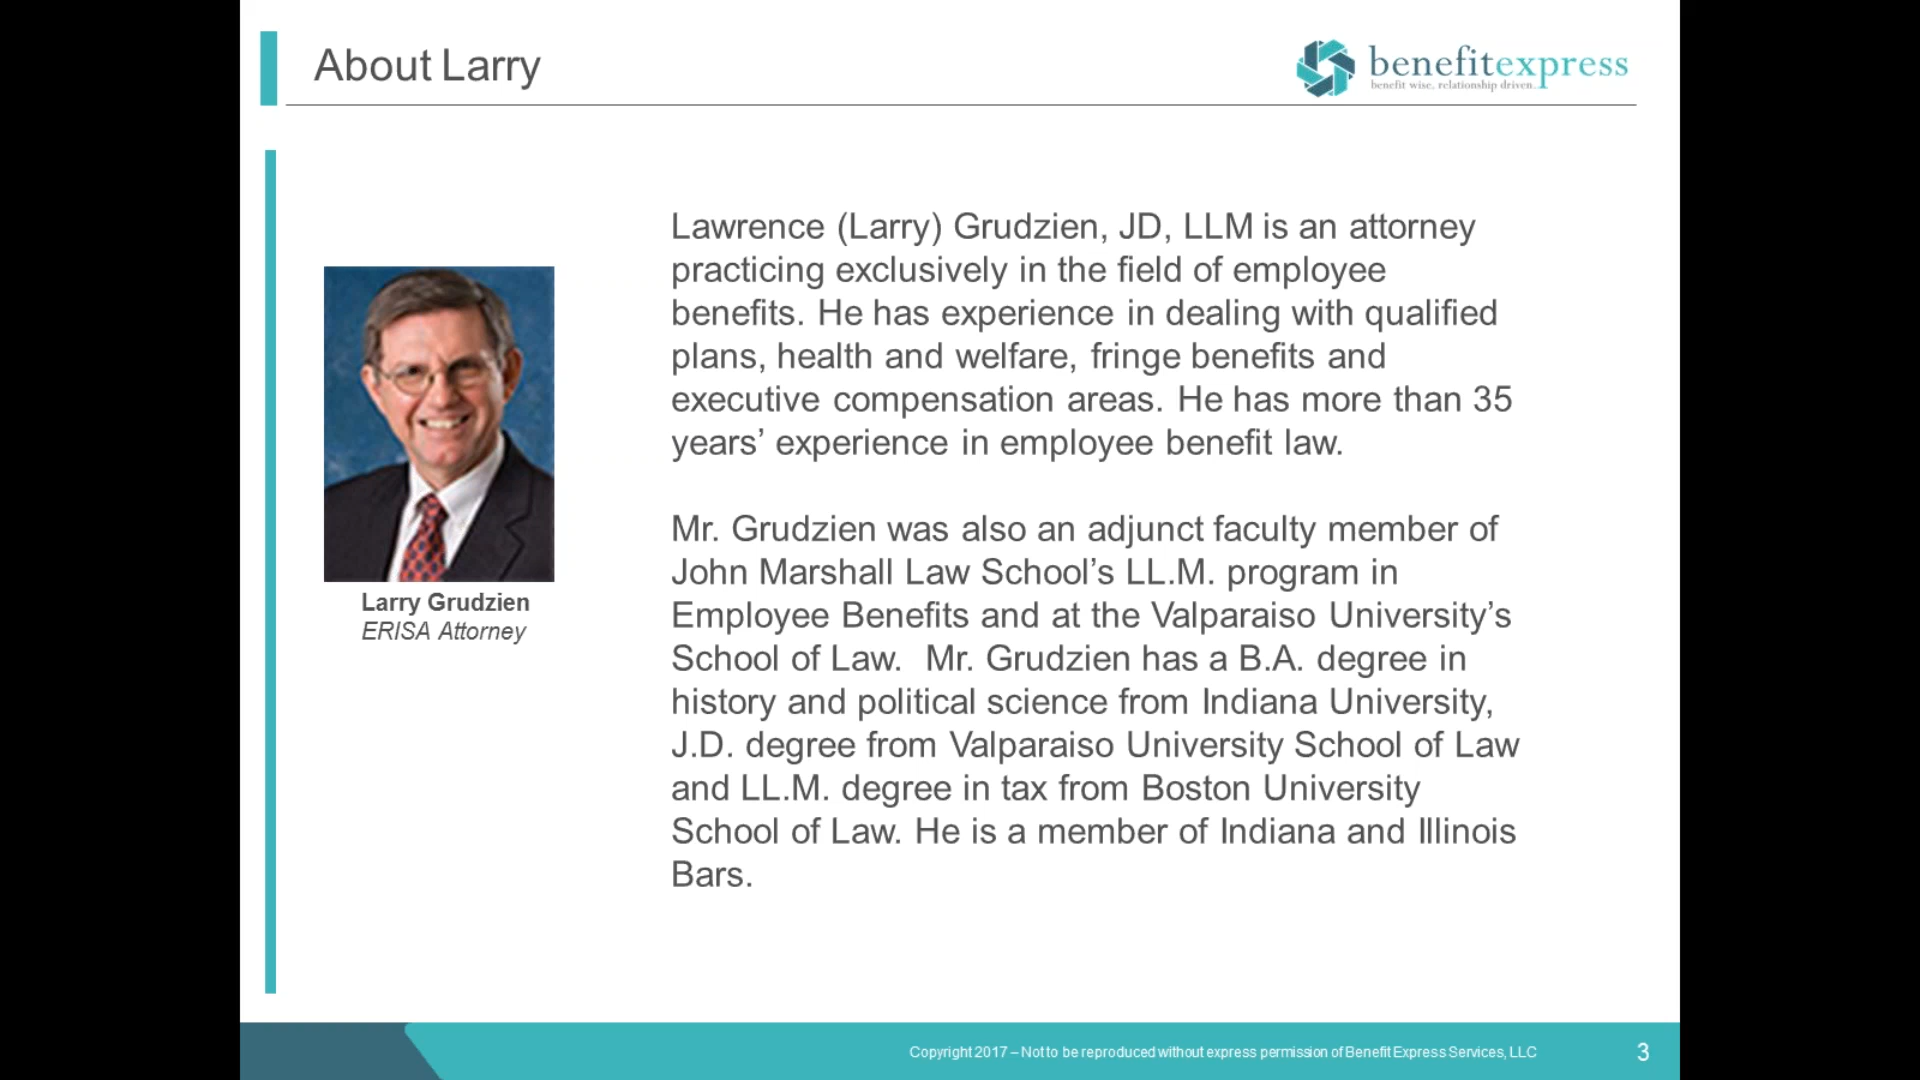 About Larry
benefitexpress
benefit wise. relationship driven.
Lawrence (Larry) Grudzien, JD, LLM is an attorney
practicing exclusively in the field of employee
benefits. He has experience in dealing with qualified
plans, health and welfare, fringe benefits and
executive compensation areas. He has more than 35
years’ experience in employee benefit law.
Mr. Grudzien was also an adjunct faculty member of
John Marshall Law School’s LL.M. program in
Employee Benefits and at the Valparaiso University’s
School of Law. Mr. Grudzien has a B.A. degree in
history and political science from Indiana University,
J.D. degree from Valparaiso University School of Law
and LL.M. degree in tax from Boston University
School of Law. He is a member of Indiana and Illinois
Bars.
Larry Grudzien
ERISA Attorney
Copyright 2017 – Not to be reproduced without express permission of Benefit Express Services, LLC
3